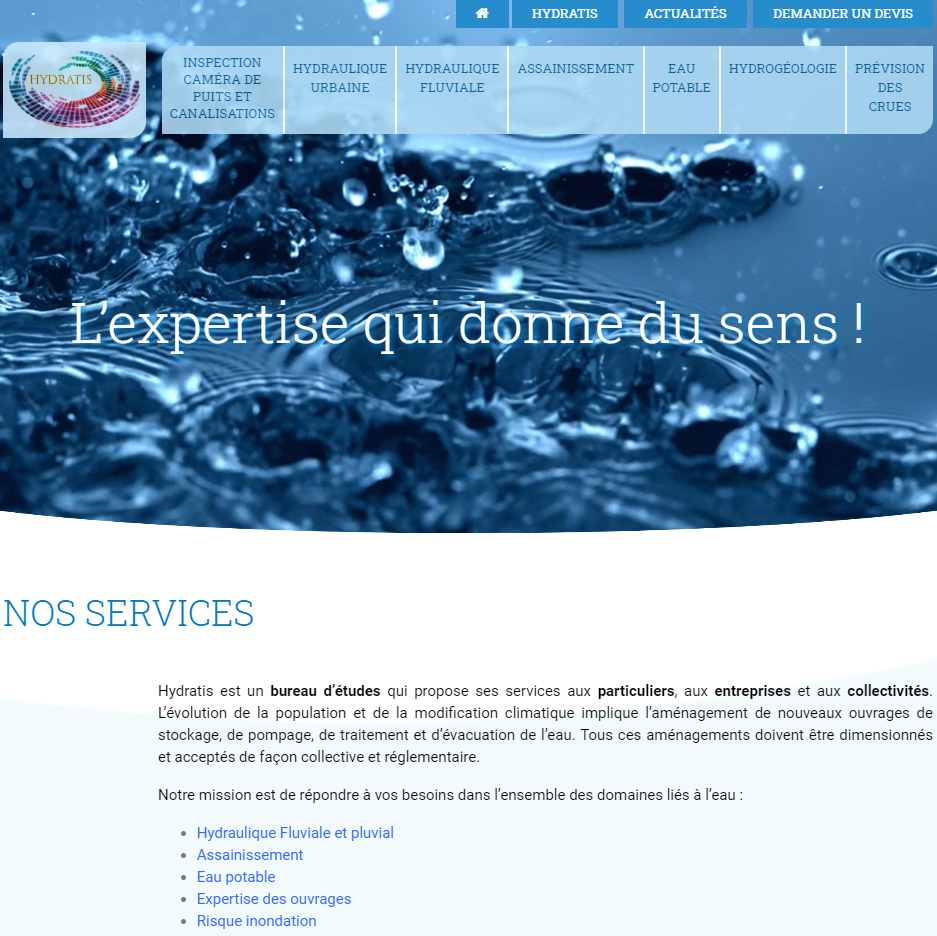 HYDRATIS
ACTUALITÉS
DEMANDER UN DEVIS
HYDRATIS
INSPECTION
CAMÉRA DE
PUITS ET
CANALISATIONS
HYDRAULIQUE
URBAINE
HYDRAULIQUE
FLUVIALE
ASSAINISSEMENT
EAU
POTABLE
HYDROGÉOLOGIE
PRÉVISION
DES
CRUES
L’expertise qui donne du sens !
NOS SERVICES
Hydratis est un bureau d’études qui propose ses services aux particuliers, aux entreprises et aux collectivités.
L’évolution de la population et de la modification climatique implique l’aménagement de nouveaux ouvrages de
stockage, de pompage, de traitement et d’évacuation de l’eau. Tous ces aménagements doivent être dimensionnés
et acceptés de façon collective et réglementaire.
Notre mission est de répondre à vos besoins dans l’ensemble des domaines liés à l’eau :
Hydraulique Fluviale et pluvial
Assainissement
Eau potable
Expertise des ouvrages
Risque inondation